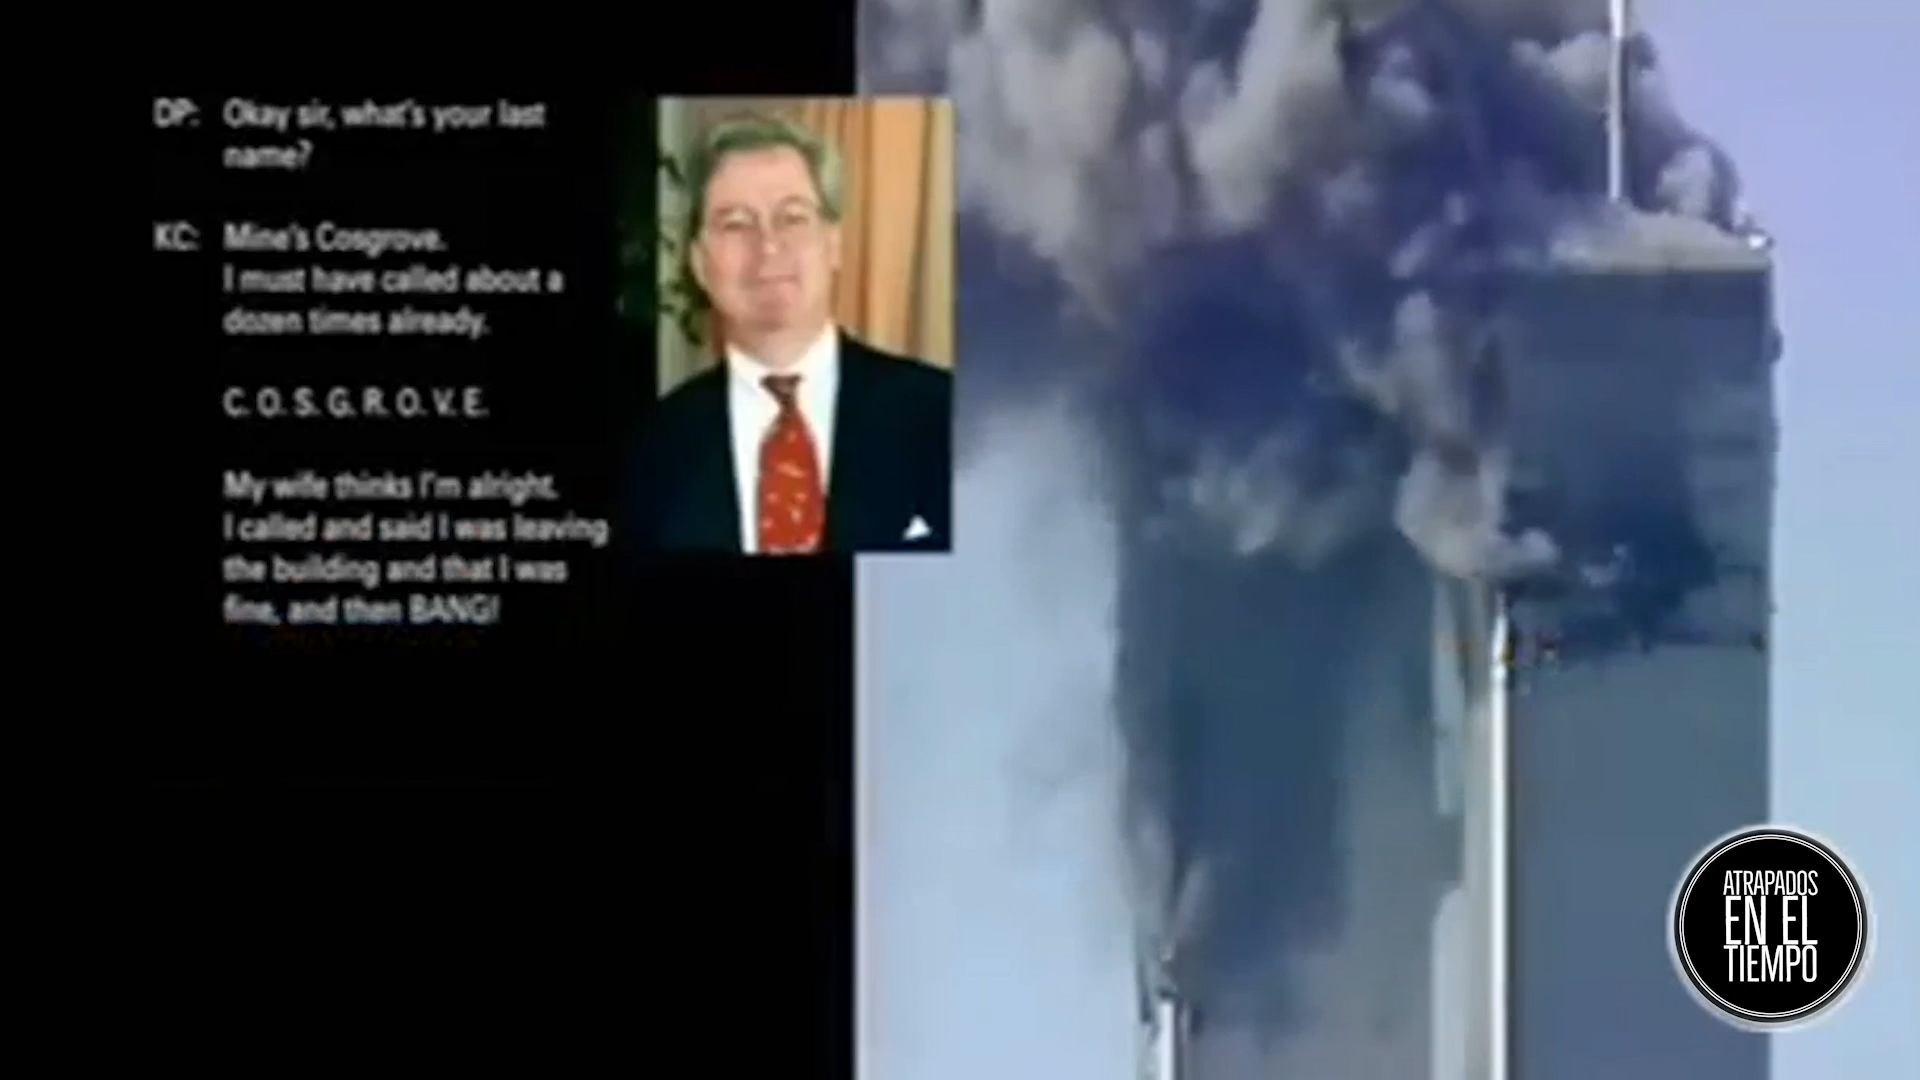 DP: Okay sir, what's your last
name?
KC: Mine's Cosgrove.
I must have called about a
dozen times already.
C. O. S. G. R. O. V. E.
My wife thinks I'm alright.
I called and said I was leaving
the building and that I was
fine, and then BANG!
ATRAPADOS
EN EL
TIEMPO